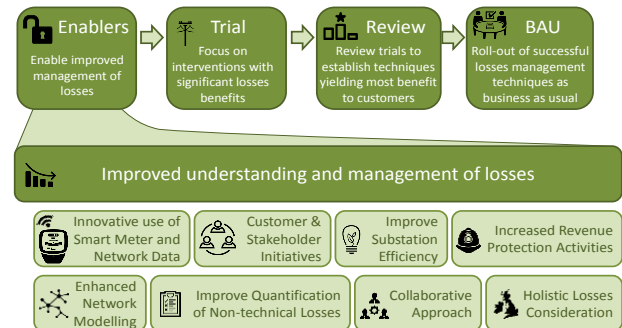 Enablers
Enable improved
management of
losses
Trial
Focus on
interventions with
significant losses
benefits
Review
Review trials to
establish techniques
yielding most benefit
to customers
BAU
Roll-out of successful
losses management
techniques as
business as usual
Improved understanding and management of losses
Innovative use of
Smart Meter and
Network Data
Customer &
Stakeholder
Initiatives
Improve
Substation
Efficiency
Increased Revenue
Protection Activities
Enhanced
Network
Modelling
Improve Quantification
of Non-technical Losses
Collaborative
Approach
Holistic Losses
Consideration